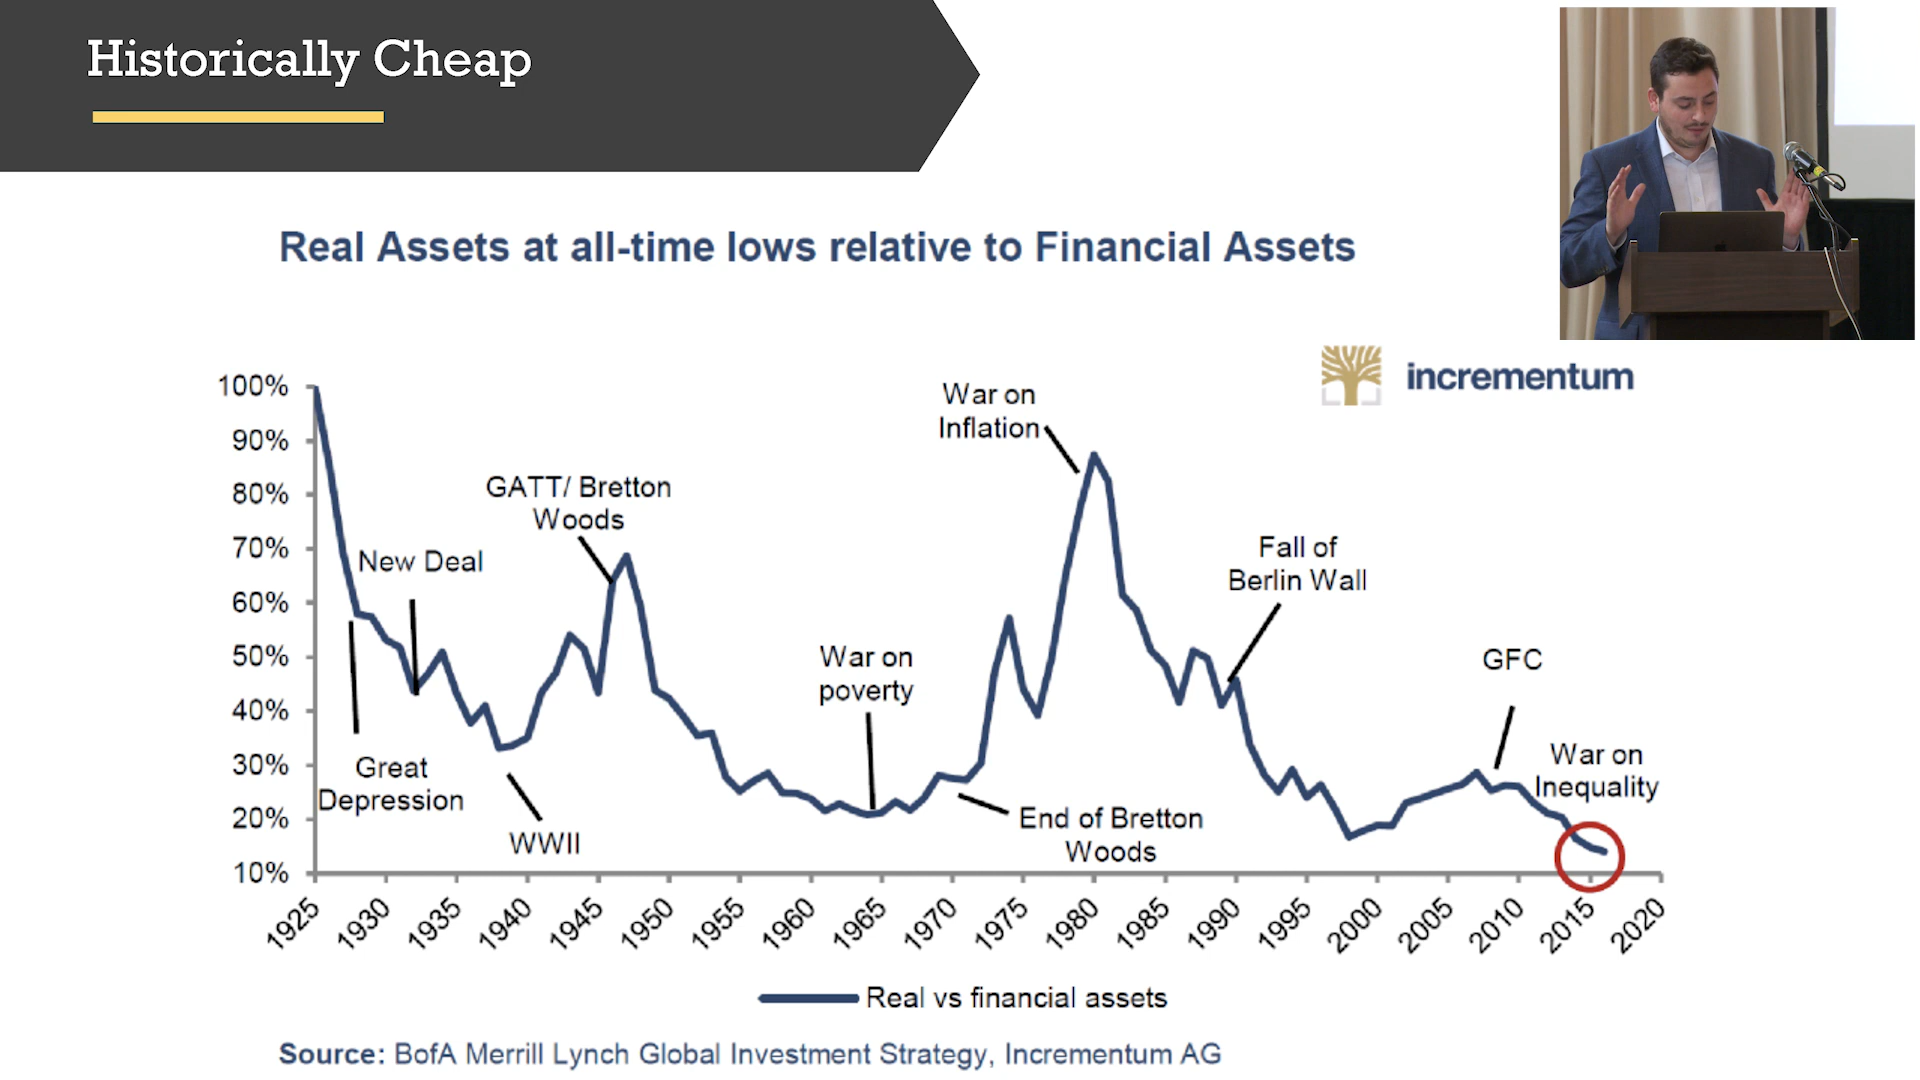 Historically Cheap
Real Assets at all-time lows relative to Financial Assets
incrementum
100%
90%
80%
70%
60%
50%
40%
30%
20%
10%
War on
Inflation
GATT/ Bretton
Woods
New Deal
Fall of
Berlin Wall
War on
poverty
GFC
War on
Inequality
Great
Depression
WWII
End of Bretton
Woods
1925
1930
1935
1940
1945
1950
1955
1960
1965
1970
1975
1980
1985
1990
1995
2000
2005
2010
2015
2020
Real vs financial assets
Source: BofA Merrill Lynch Global Investment Strategy, Incrementum AG